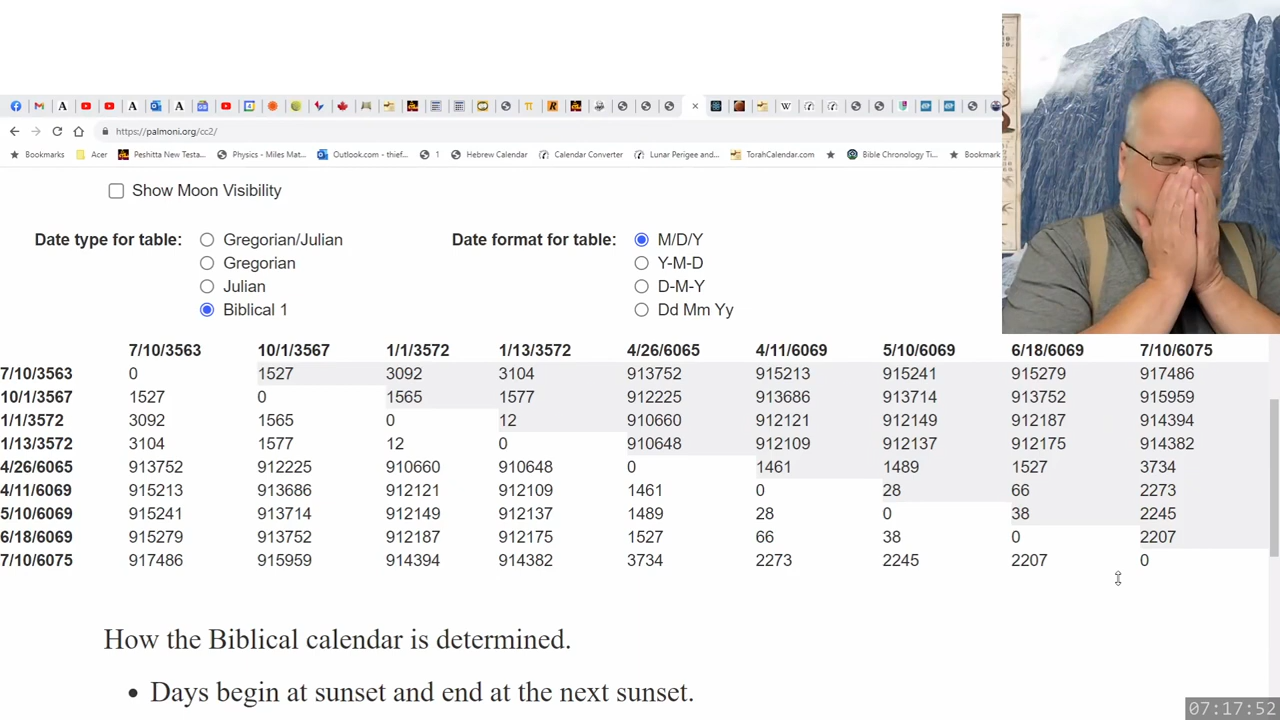 https://palmoni.org/cc2/
Bookmarks Acer Peshitta New Testa... Physics - Miles Mat... Outlook.com - thief... 1 Hebrew Calendar Calendar Converter Lunar Perigee and... TorahCalendar.com Bible Chronology Ti... Bookmark
Show Moon Visibility
Date type for table: Gregorian/Julian Date format for table: M/D/Y
Gregorian Y-M-D
Julian D-M-Y
Biblical 1 Dd Mm Yy
7/10/3563 10/1/3567 1/1/3572 1/13/3572 4/26/6065 4/11/6069 5/10/6069 6/18/6069 7/10/6075
7/10/3563 0 1527 3092 3104 913752 915213 915241 915279 917486
10/1/3567 1527 0 1565 1577 912225 913686 913714 913752 915959
1/1/3572 3092 1565 0 12 910660 912121 912149 912187 914394
1/13/3572 3104 1577 12 0 910648 912109 912137 912175 914382
4/26/6065 913752 912225 910660 910648 0 1461 1489 1527 3734
4/11/6069 915213 913686 912121 912109 1461 0 28 66 2273
5/10/6069 915241 913714 912149 912137 1489 28 0 38 2245
6/18/6069 915279 913752 912187 912175 1527 66 38 0 2207
7/10/6075 917486 915959 914394 914382 3734 2273 2245 2207 0
How the Biblical calendar is determined.
• Days begin at sunset and end at the next sunset.
07:17:52